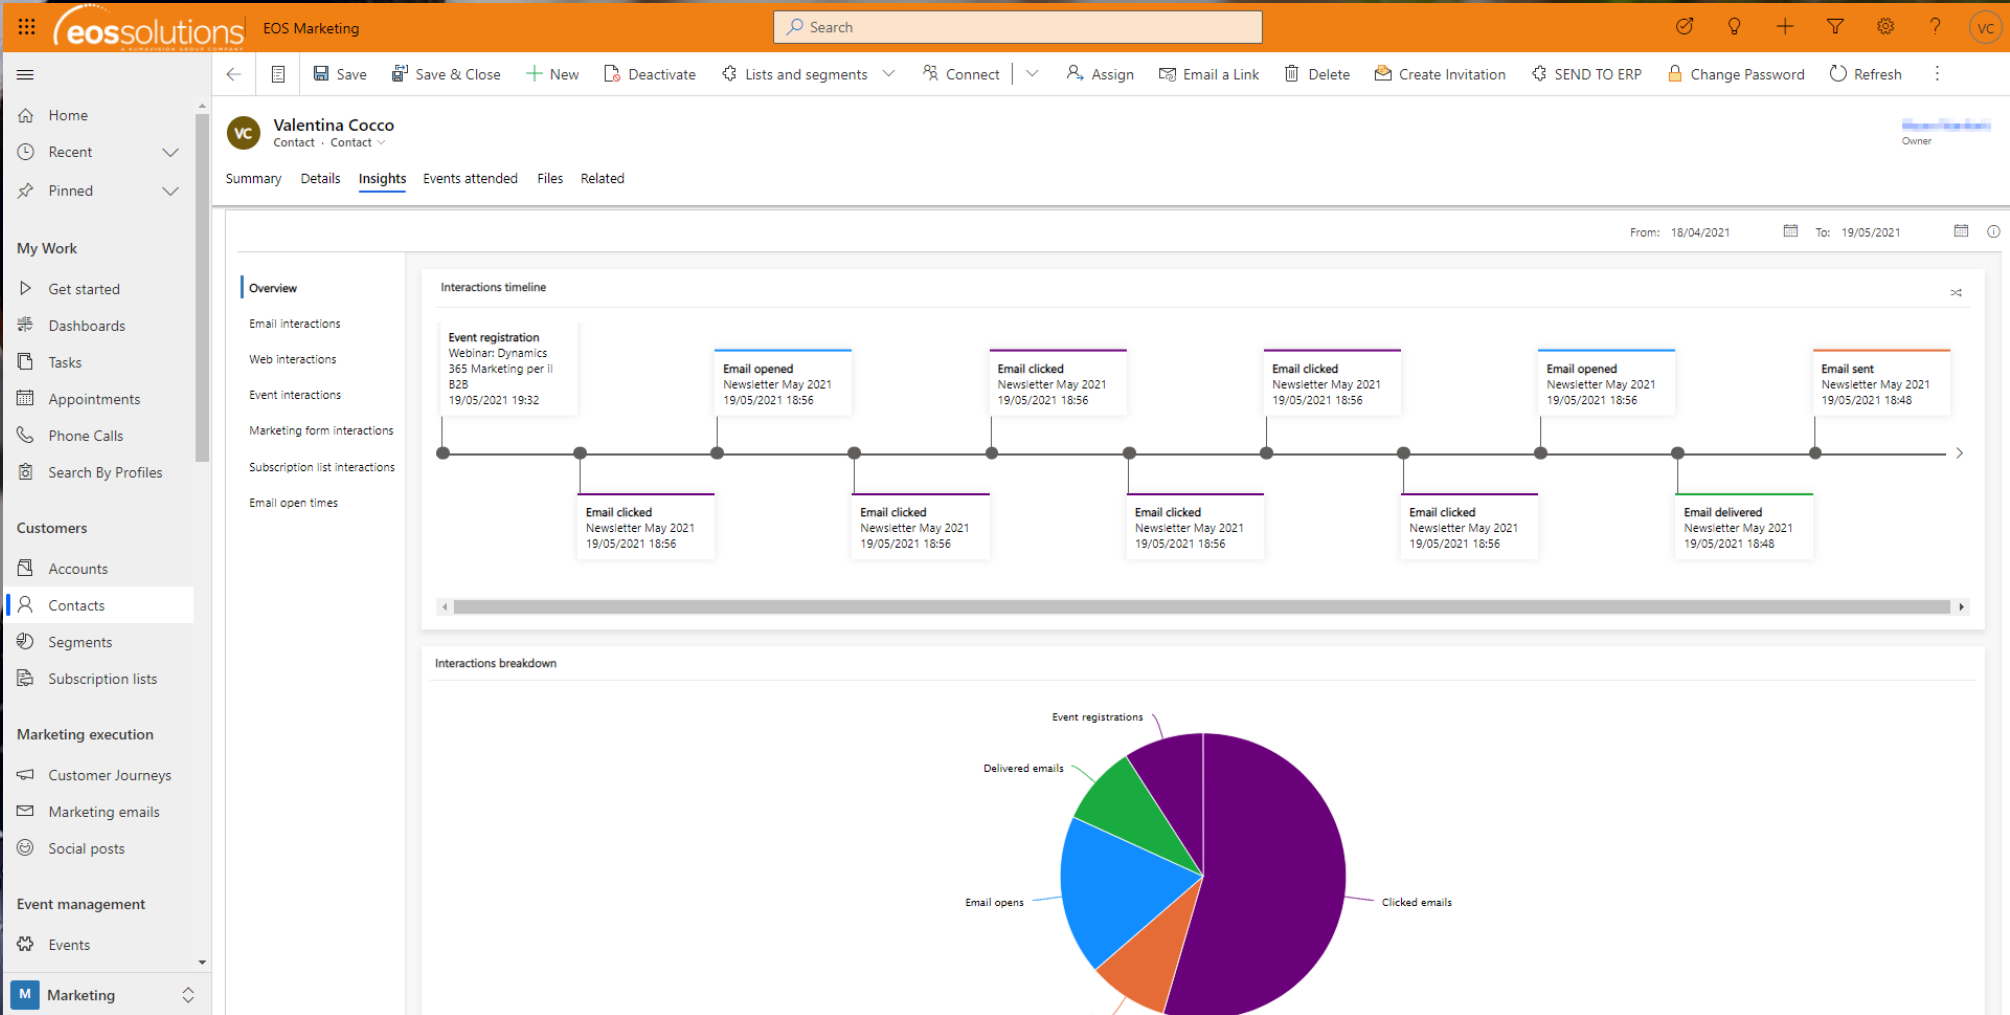 eossolutions
A KUMAVISION GROUP COMPANY
EOS Marketing
Search
VC
Save
Save & Close
New
Deactivate
Lists and segments
Connect
Assign
Email a Link
Delete
Create Invitation
SEND TO ERP
Change Password
Refresh
Home
Recent
Pinned
My Work
Get started
Dashboards
Tasks
Appointments
Phone Calls
Search By Profiles
Customers
Accounts
Contacts
Segments
Subscription lists
Marketing execution
Customer Journeys
Marketing emails
Social posts
Event management
Events
M
Marketing
VC
Valentina Cocco
Contact · Contact
Owner
Summary
Details
Insights
Events attended
Files
Related
From: 18/04/2021
To: 19/05/2021
Overview
Email interactions
Web interactions
Event interactions
Marketing form interactions
Subscription list interactions
Email open times
Interactions timeline
Event registration
Webinar: Dynamics
365 Marketing per il
B2B
19/05/2021 19:32
Email opened
Newsletter May 2021
19/05/2021 18:56
Email clicked
Newsletter May 2021
19/05/2021 18:56
Email clicked
Newsletter May 2021
19/05/2021 18:56
Email opened
Newsletter May 2021
19/05/2021 18:56
Email sent
Newsletter May 2021
19/05/2021 18:48
Email clicked
Newsletter May 2021
19/05/2021 18:56
Email clicked
Newsletter May 2021
19/05/2021 18:56
Email clicked
Newsletter May 2021
19/05/2021 18:56
Email clicked
Newsletter May 2021
19/05/2021 18:56
Email delivered
Newsletter May 2021
19/05/2021 18:48
Interactions breakdown
Event registrations
Delivered emails
Email opens
Clicked emails